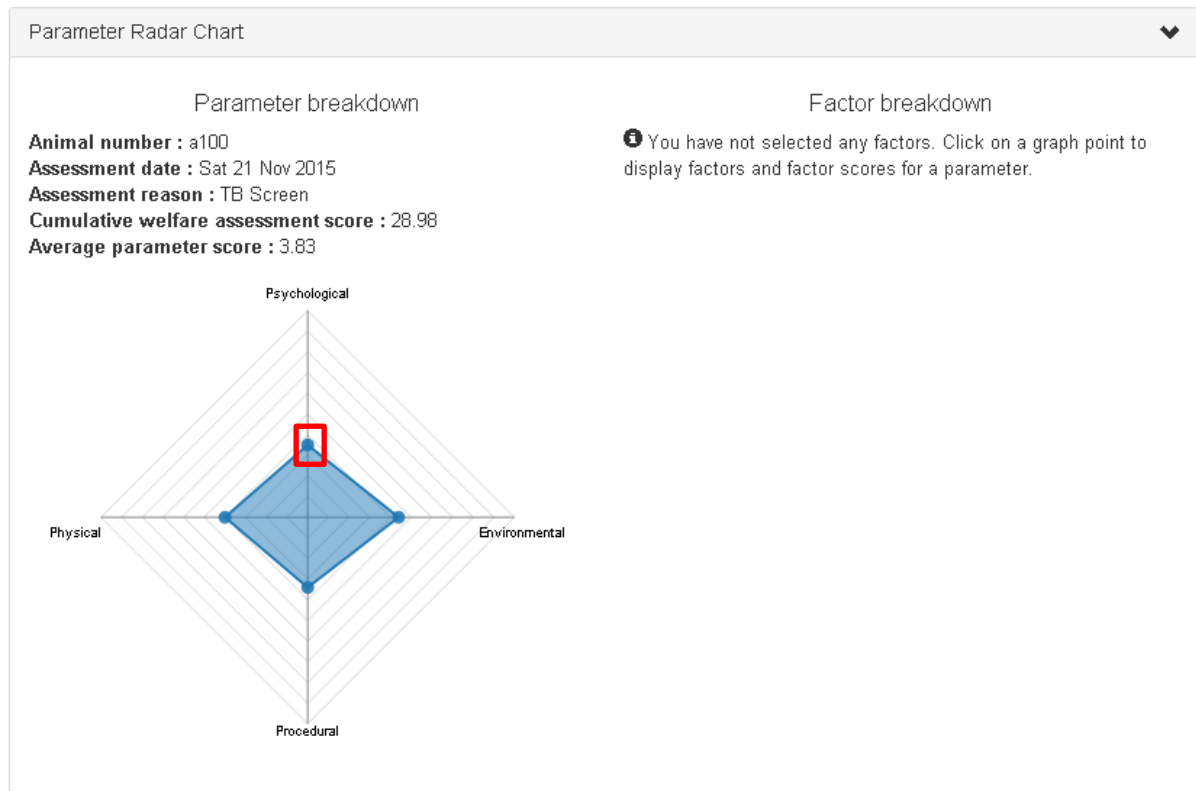 Parameter Radar Chart
Parameter breakdown
Animal number : a100
Assessment date : Sat 21 Nov 2015
Assessment reason : TB Screen
Cumulative welfare assessment score : 28.98
Average parameter score : 3.83
Psychological
Physical
Environmental
Procedural
Factor breakdown
You have not selected any factors. Click on a graph point to
display factors and factor scores for a parameter.